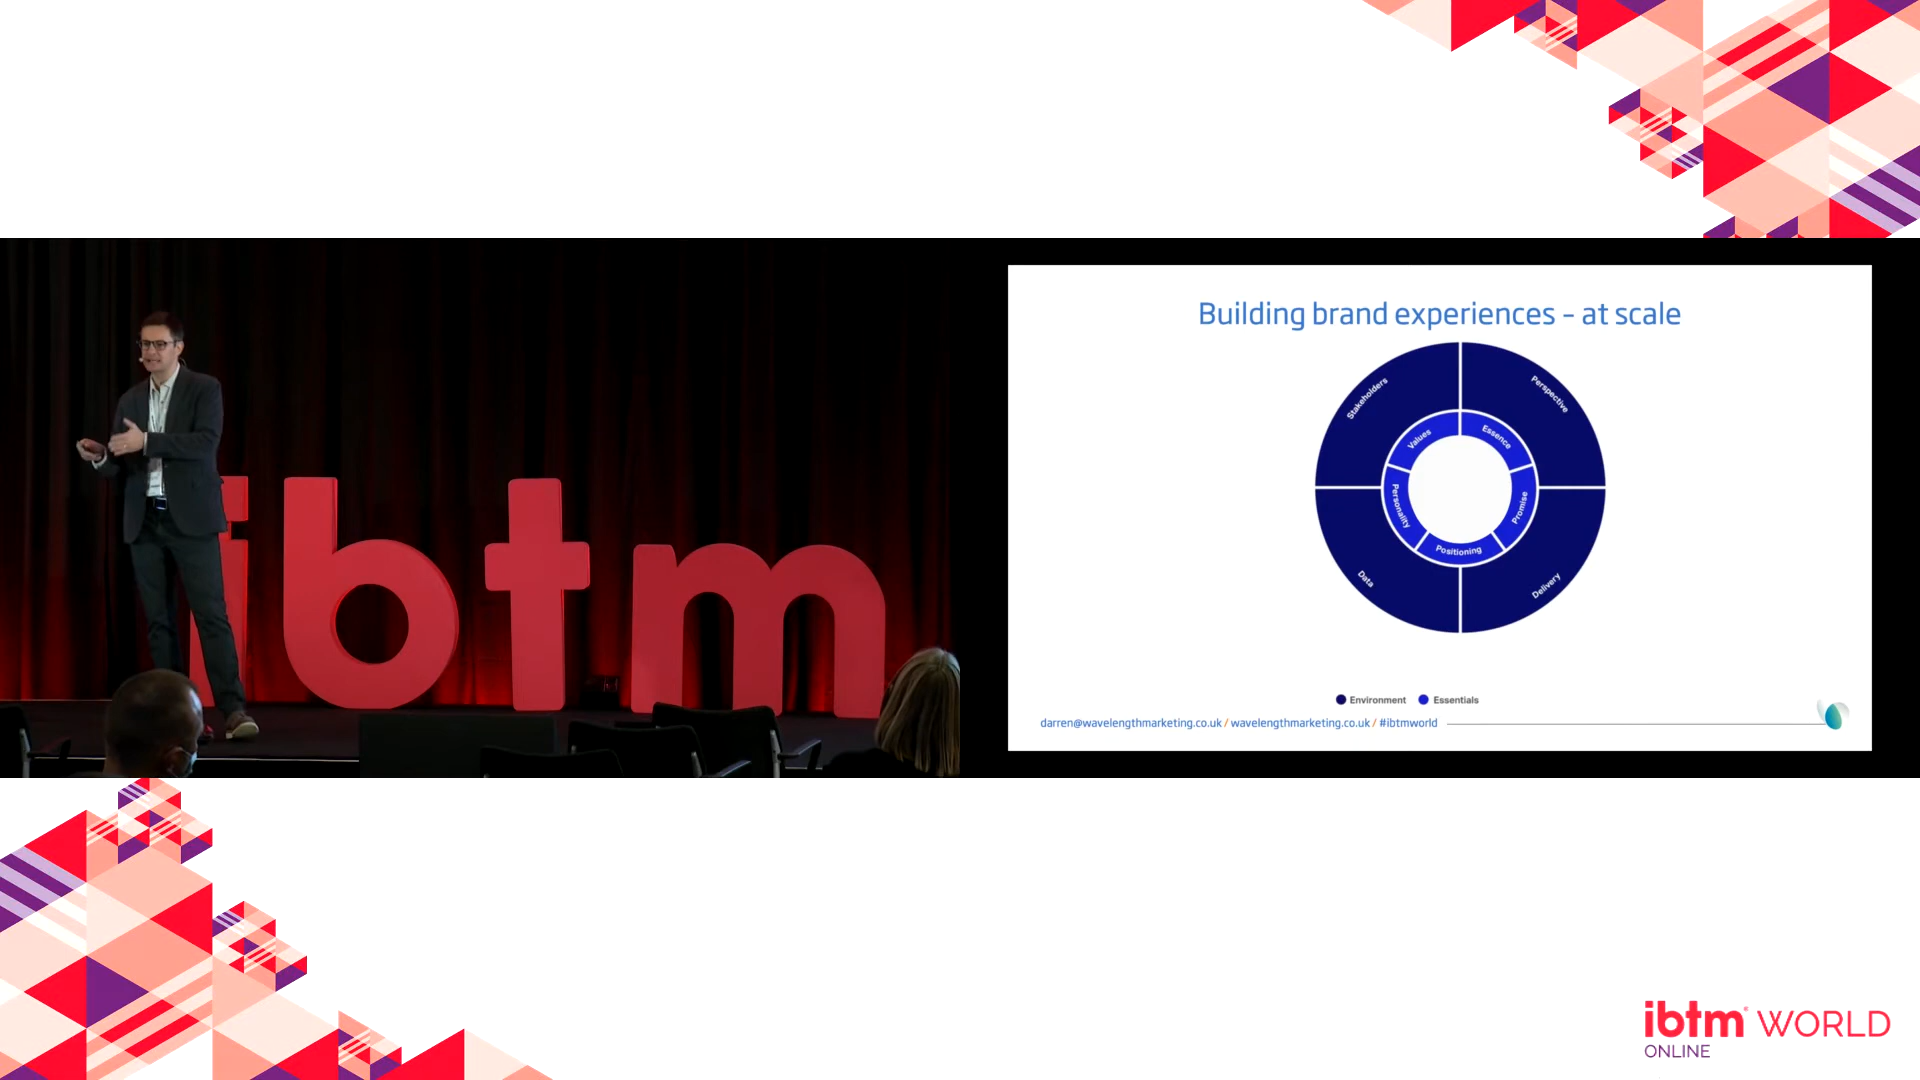 ibtm
Building brand experiences – at scale
Stakeholders
Perspective
Values
Essence
Personality
Promise
Positioning
Data
Delivery
Environment
Essentials
darren@wavelengthmarketing.co.uk / wavelengthmarketing.co.uk / #ibtmworld
ibtm WORLD
ONLINE